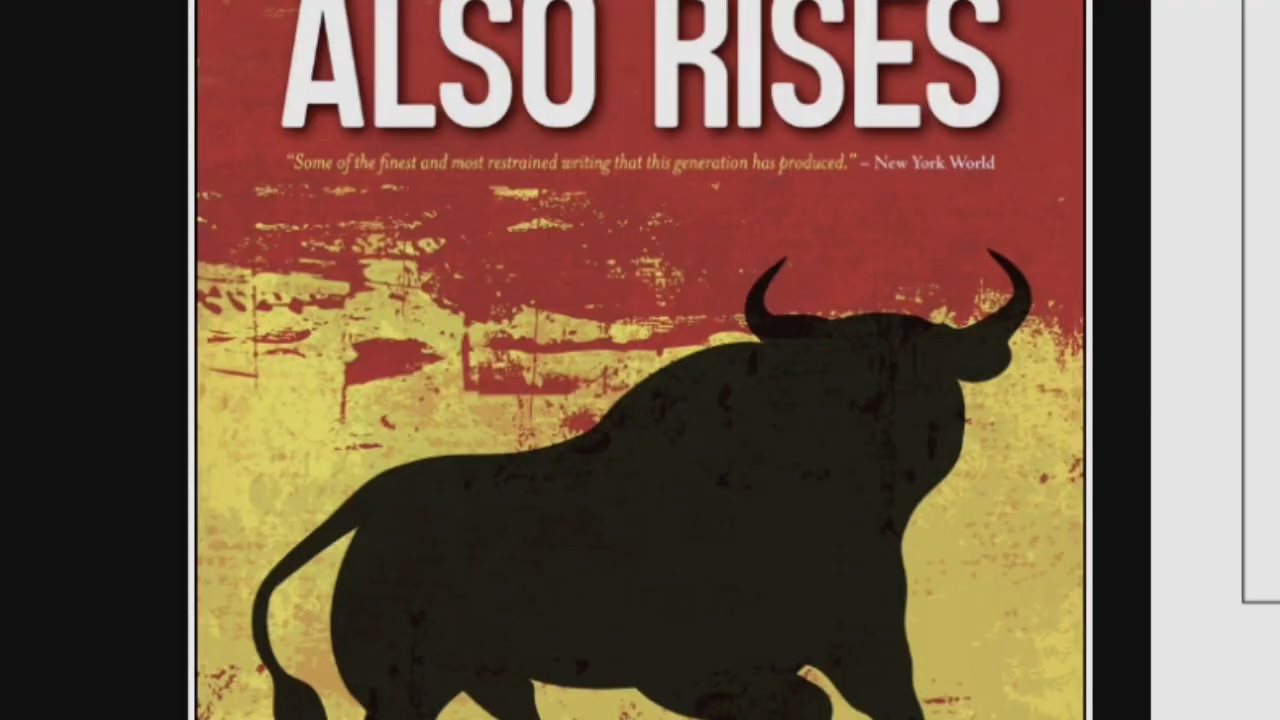 ALSO RISES
“Some of the finest and most restrained writing that this generation has produced.” – New York World